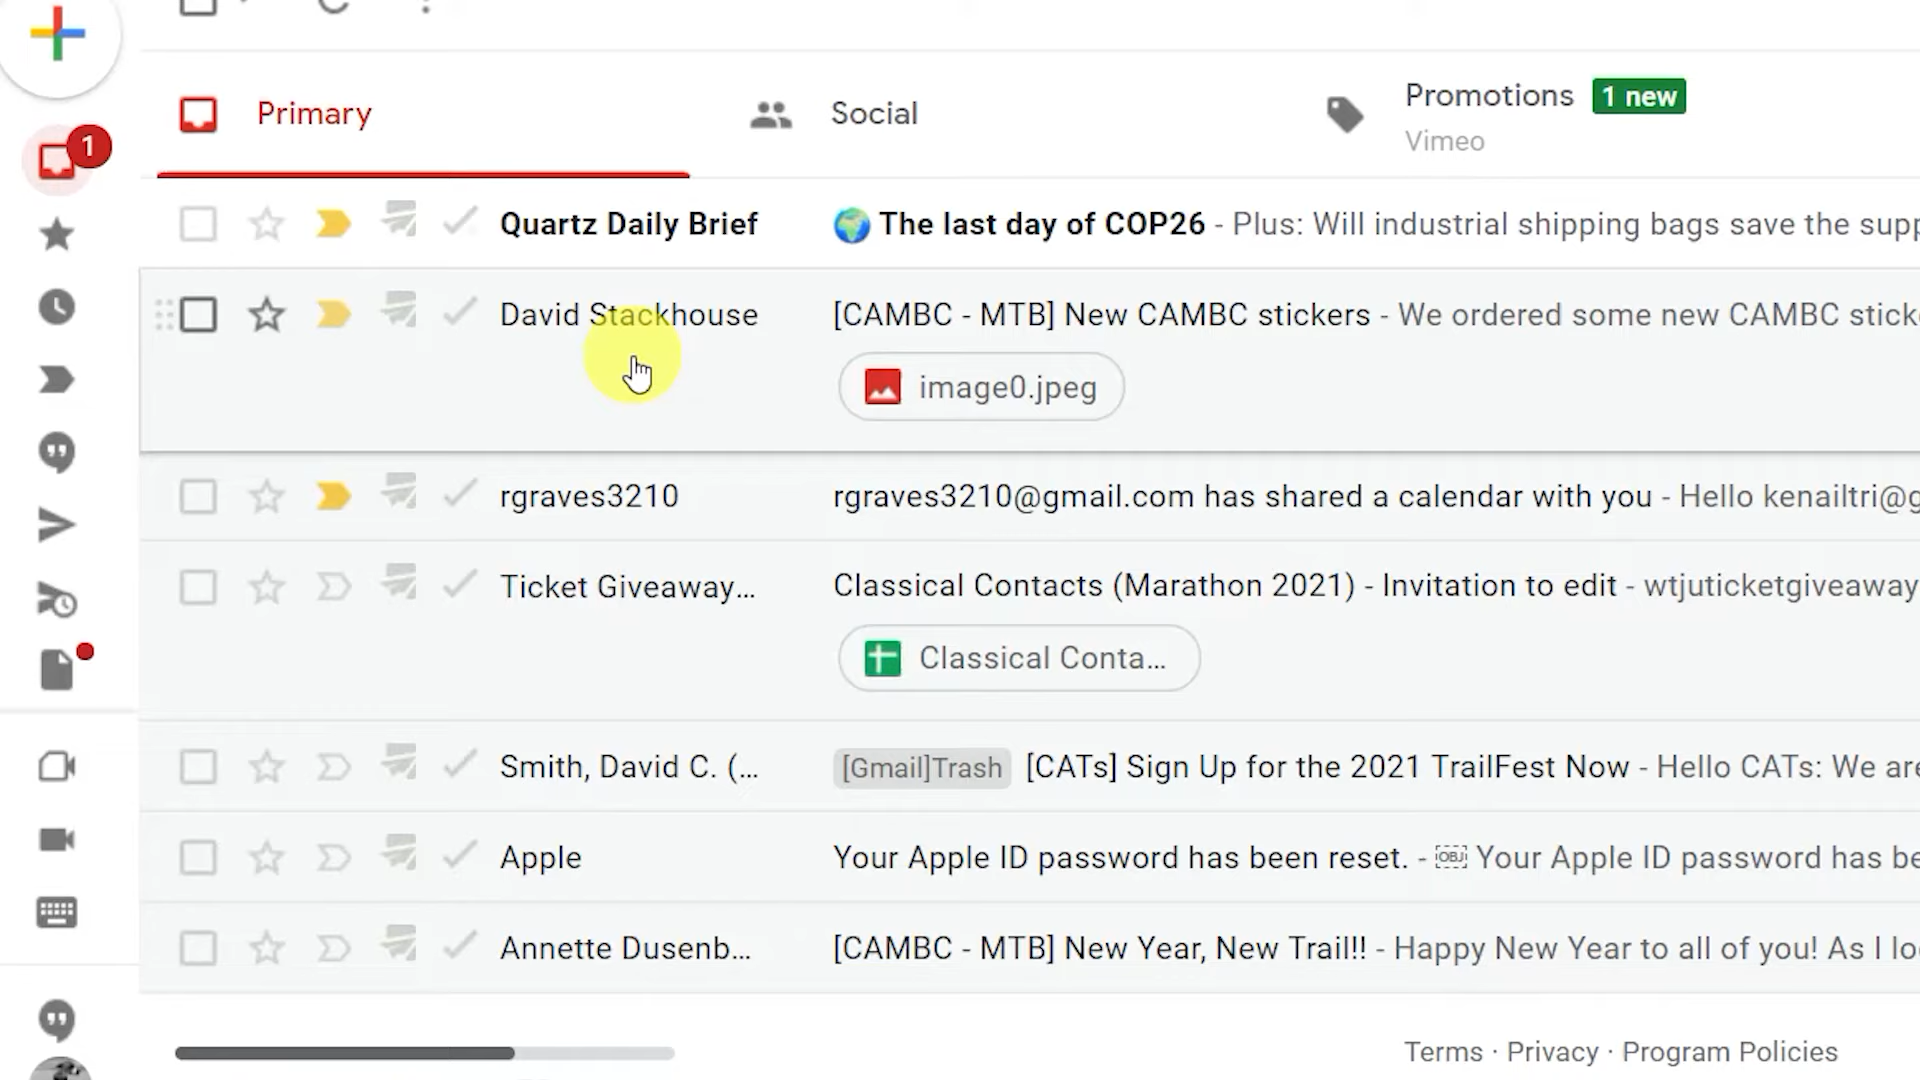 Primary
Social
Promotions 1 new
Vimeo
1
Quartz Daily Brief 🌍 The last day of COP26 - Plus: Will industrial shipping bags save the supp
David Stackhouse [CAMBC - MTB] New CAMBC stickers - We ordered some new CAMBC stick
image0.jpeg
rgraves3210 rgraves3210@gmail.com has shared a calendar with you - Hello kenailtri@g
Ticket Giveaway... Classical Contacts (Marathon 2021) - Invitation to edit - wtjuticketgiveaway
Classical Conta...
Smith, David C. (... [Gmail]Trash [CATs] Sign Up for the 2021 TrailFest Now - Hello CATs: We are
Apple Your Apple ID password has been reset. - OBJ Your Apple ID password has be
Annette Dusenb... [CAMBC - MTB] New Year, New Trail!! - Happy New Year to all of you! As I lo
Terms · Privacy · Program Policies